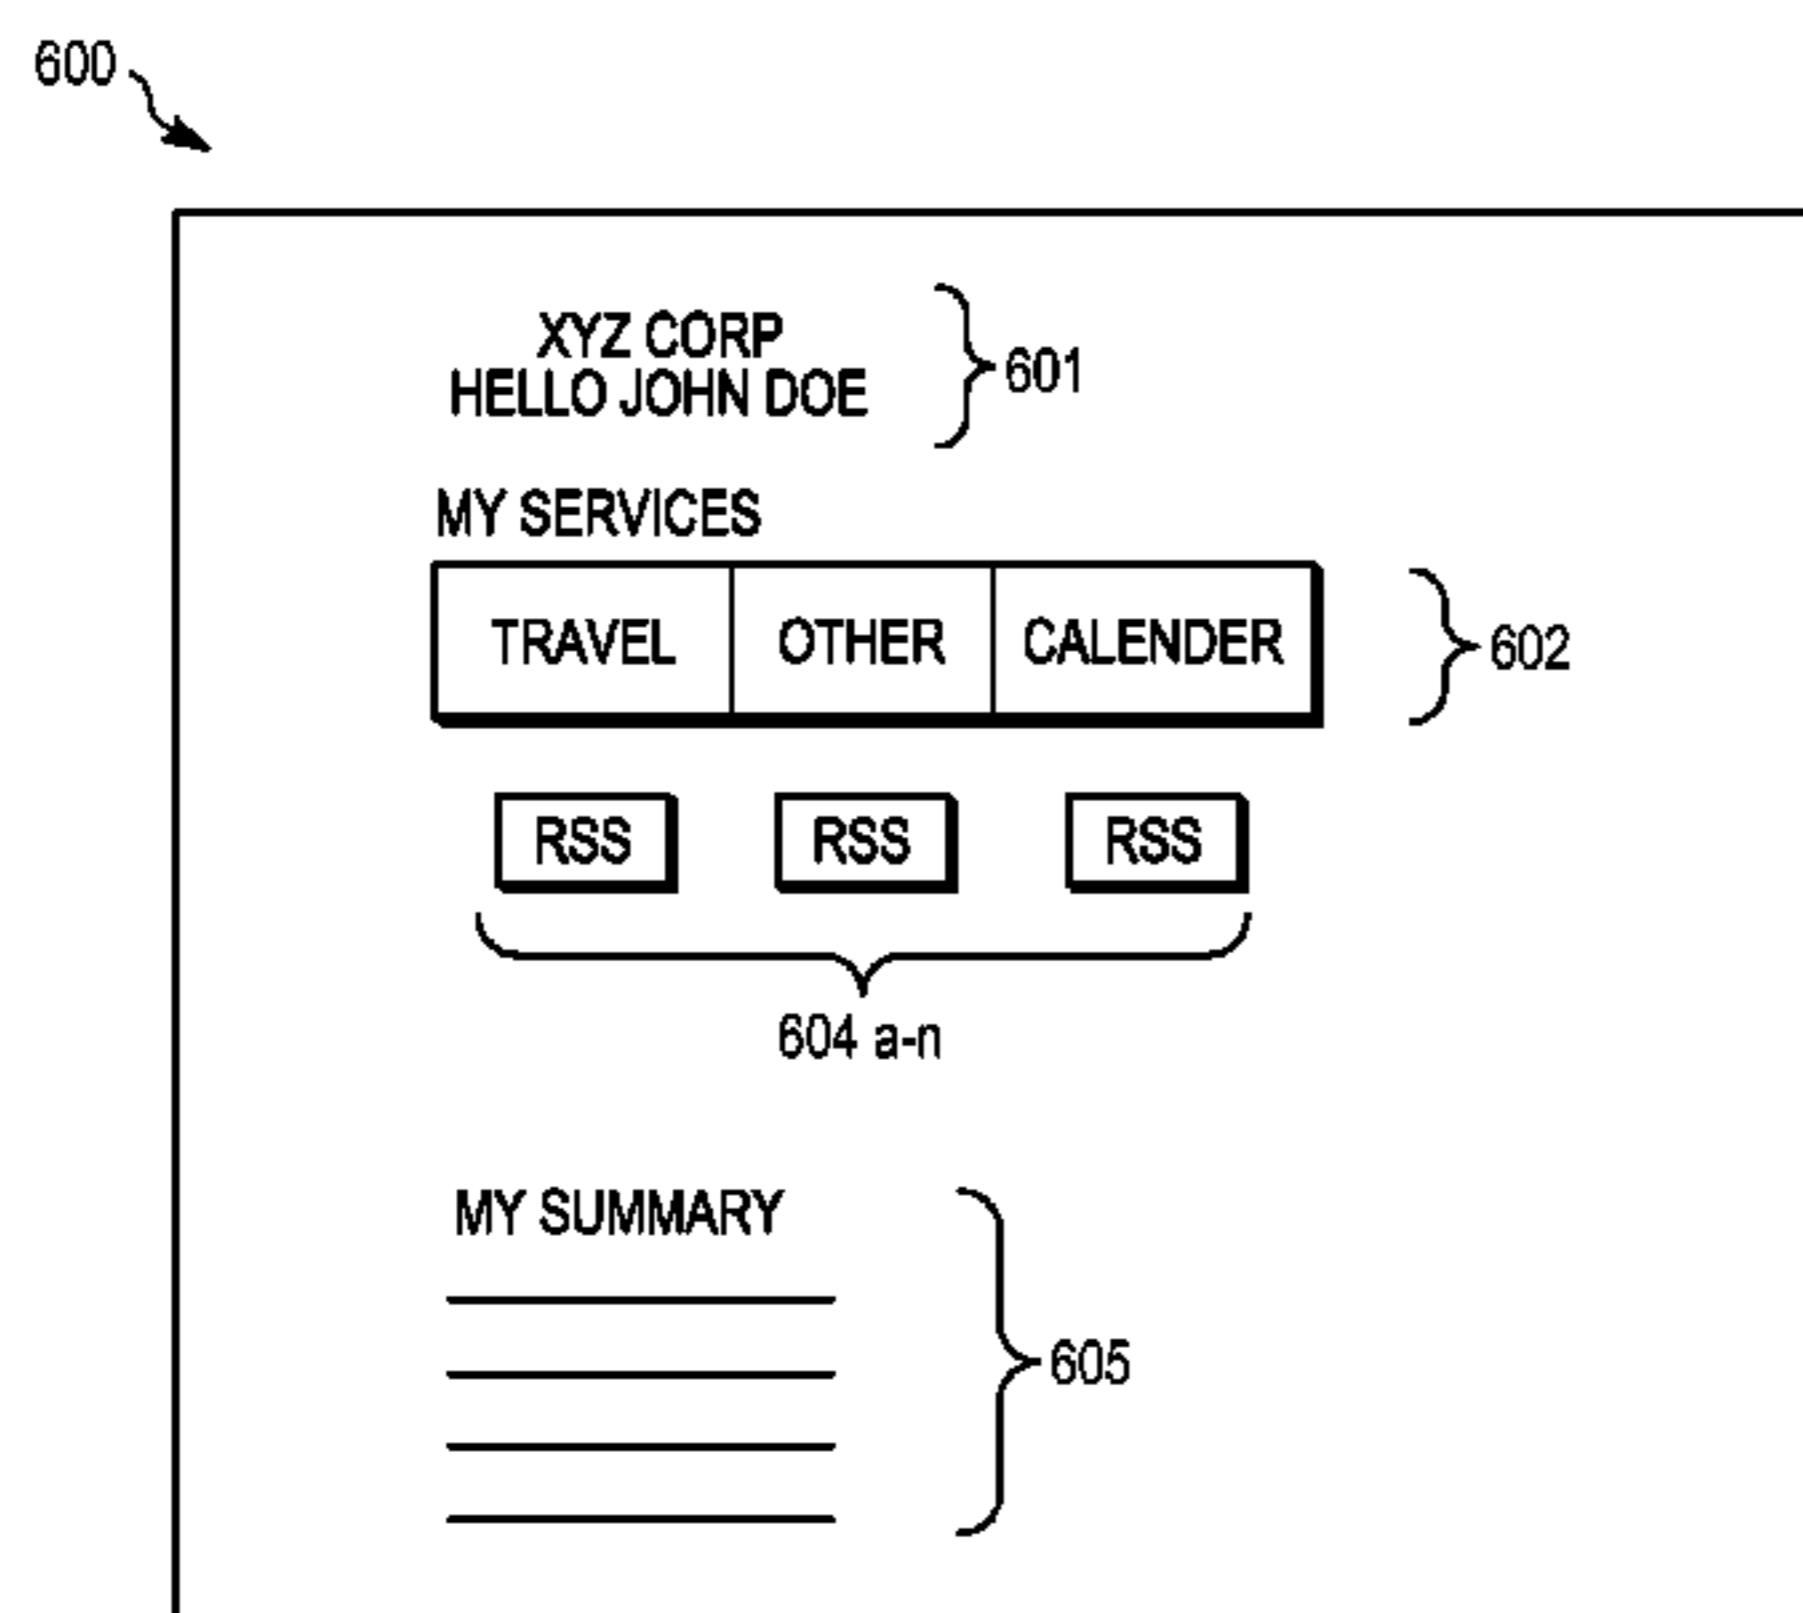 600
XYZ CORP
HELLO JOHN DOE
601
MY SERVICES
TRAVEL OTHER CALENDER
602
RSS RSS RSS
604 a-n
MY SUMMARY
605